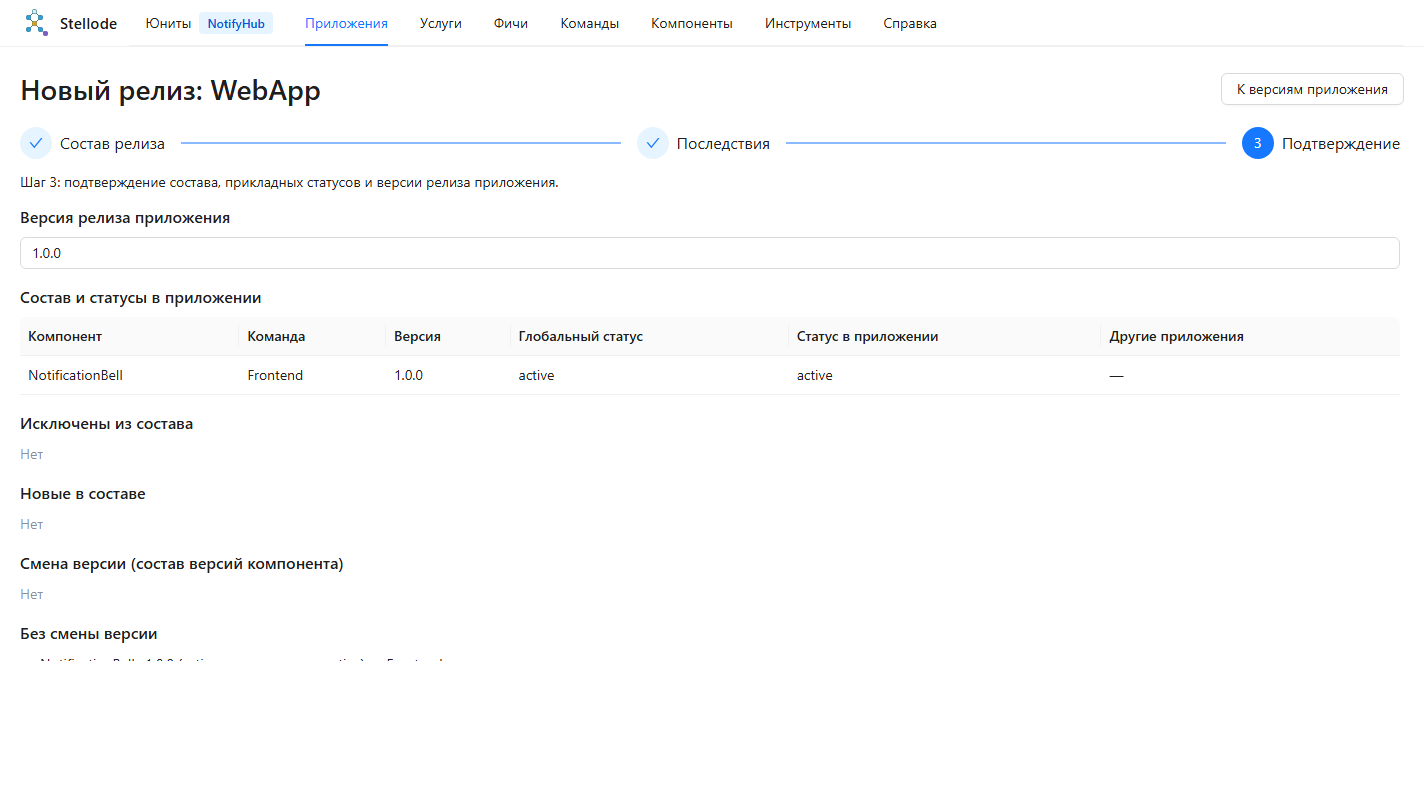 Stellode Юниты NotifyHub Приложения Услуги Фичи Команды Компоненты Инструменты Справка
Новый релиз: WebApp
К версиям приложения
Состав релиза Последствия 3 Подтверждение
Шаг 3: подтверждение состава, прикладных статусов и версии релиза приложения.
Версия релиза приложения
1.0.0
Состав и статусы в приложении
Компонент Команда Версия Глобальный статус Статус в приложении Другие приложения
NotificationBell Frontend 1.0.0 active active —
Исключены из состава
Нет
Новые в составе
Нет
Смена версии (состав версий компонента)
Нет
Без смены версии